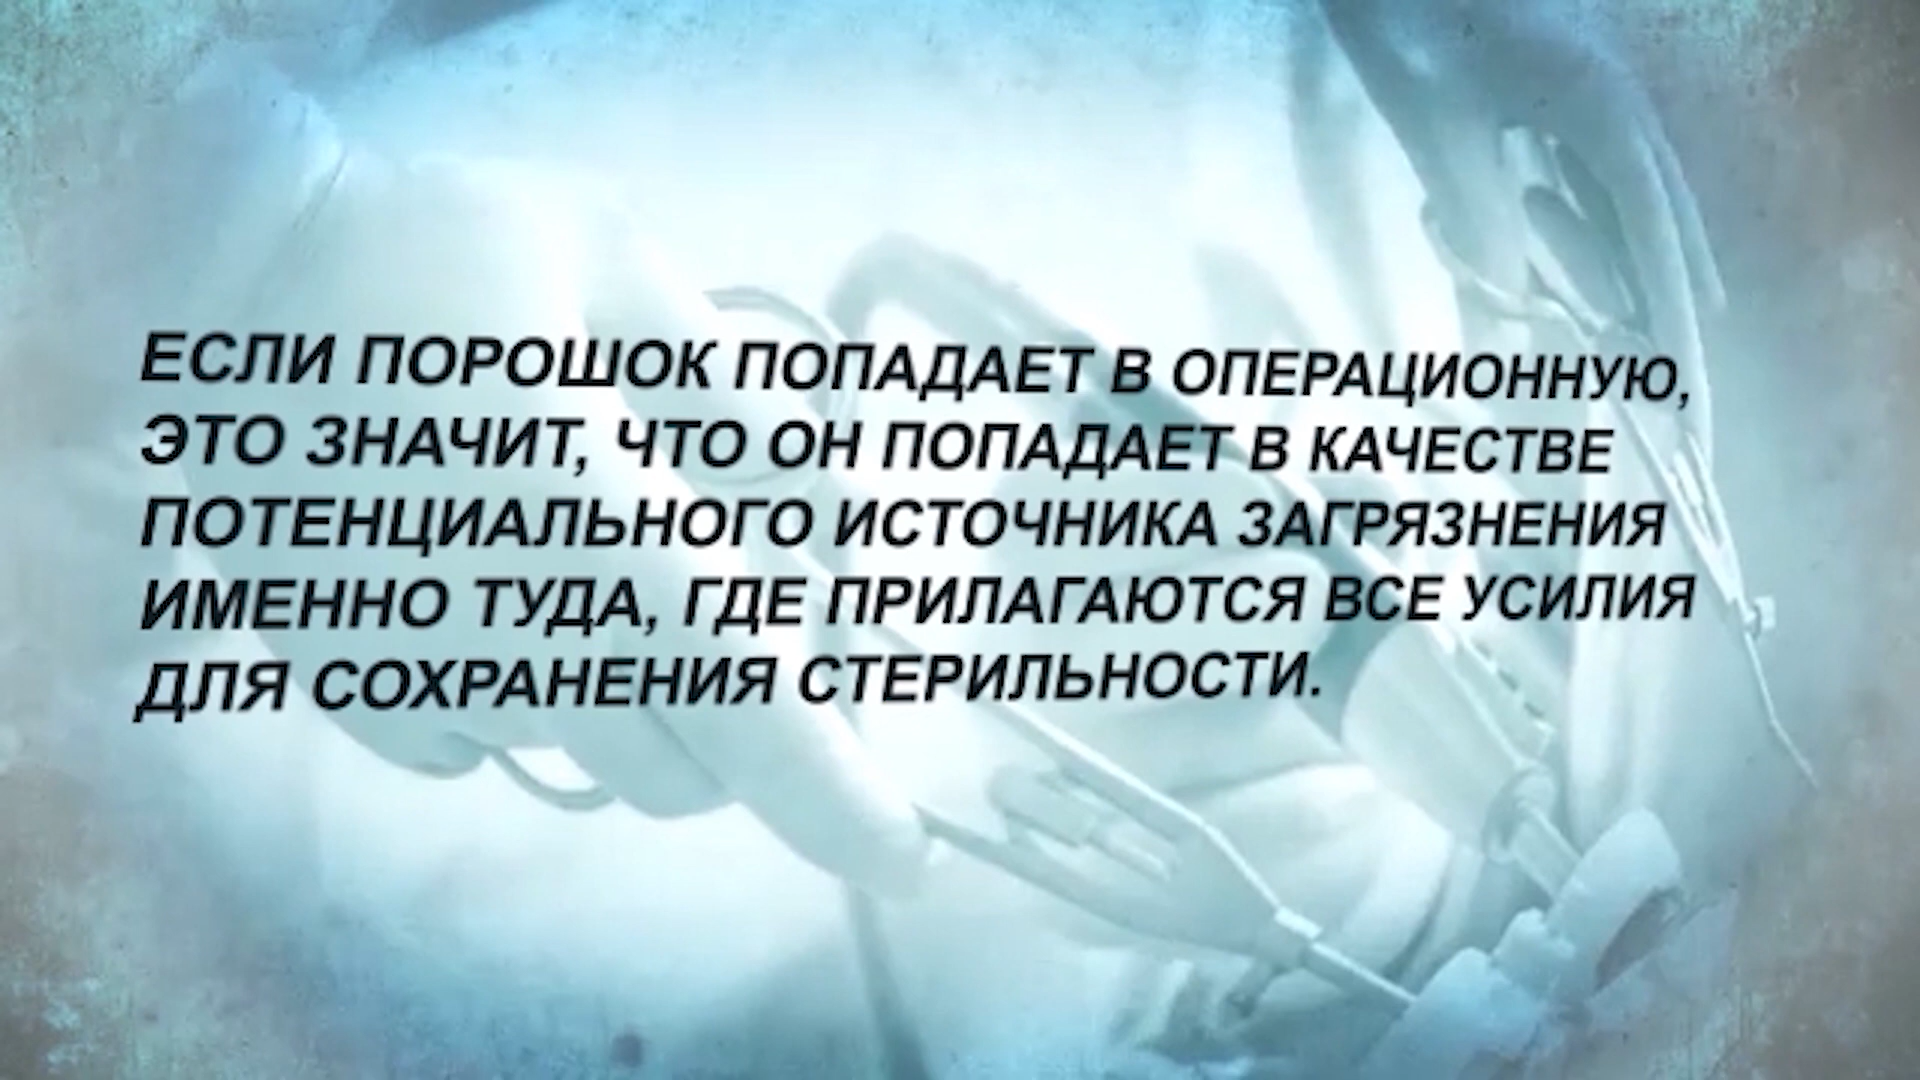 ЕСЛИ ПОРОШОК ПОПАДАЕТ В ОПЕРАЦИОННУЮ,
ЭТО ЗНАЧИТ, ЧТО ОН ПОПАДАЕТ В КАЧЕСТВЕ
ПОТЕНЦИАЛЬНОГО ИСТОЧНИКА ЗАГРЯЗНЕНИЯ
ИМЕННО ТУДА, ГДЕ ПРИЛАГАЮТСЯ ВСЕ УСИЛИЯ
ДЛЯ СОХРАНЕНИЯ СТЕРИЛЬНОСТИ.